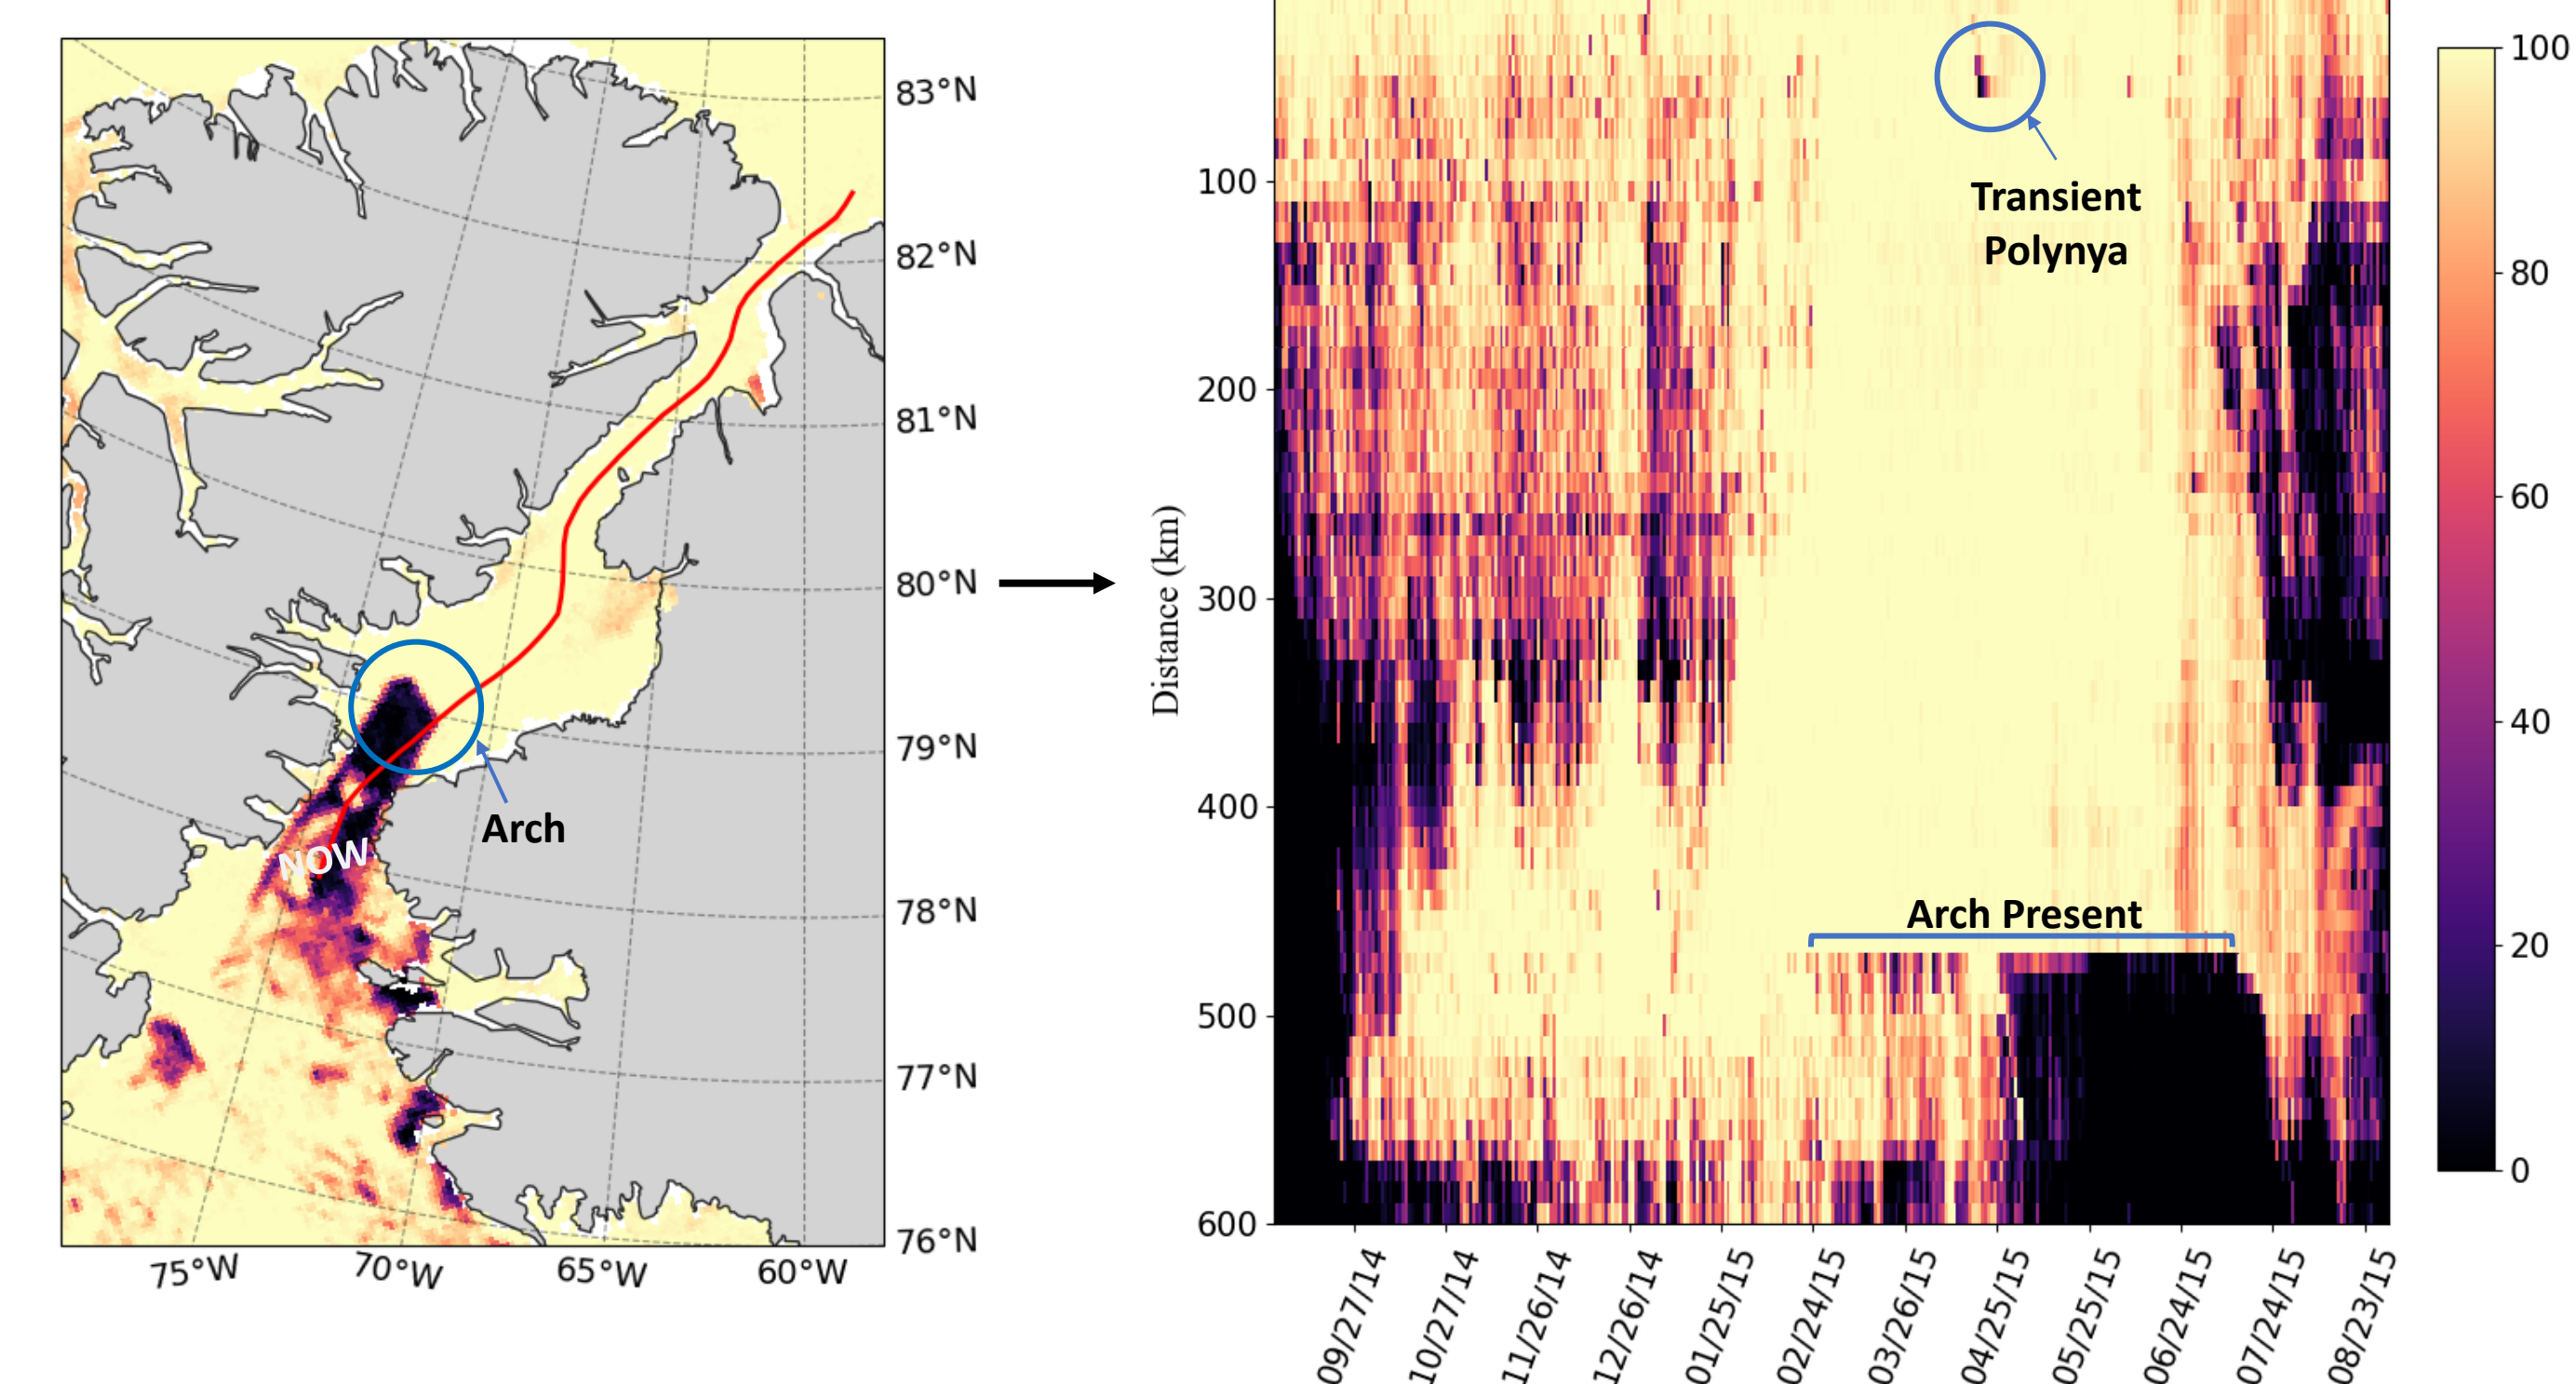 83°N
82°N
81°N
80°N
79°N
78°N
77°N
76°N
75°W
70°W
65°W
60°W
Arch
NOW
Distance (km)
100
200
300
400
500
600
Transient
Polynya
Arch Present
09/27/14
10/27/14
11/26/14
12/26/14
01/25/15
02/24/15
03/26/15
04/25/15
05/25/15
06/24/15
07/24/15
08/23/15
100
80
60
40
20
0